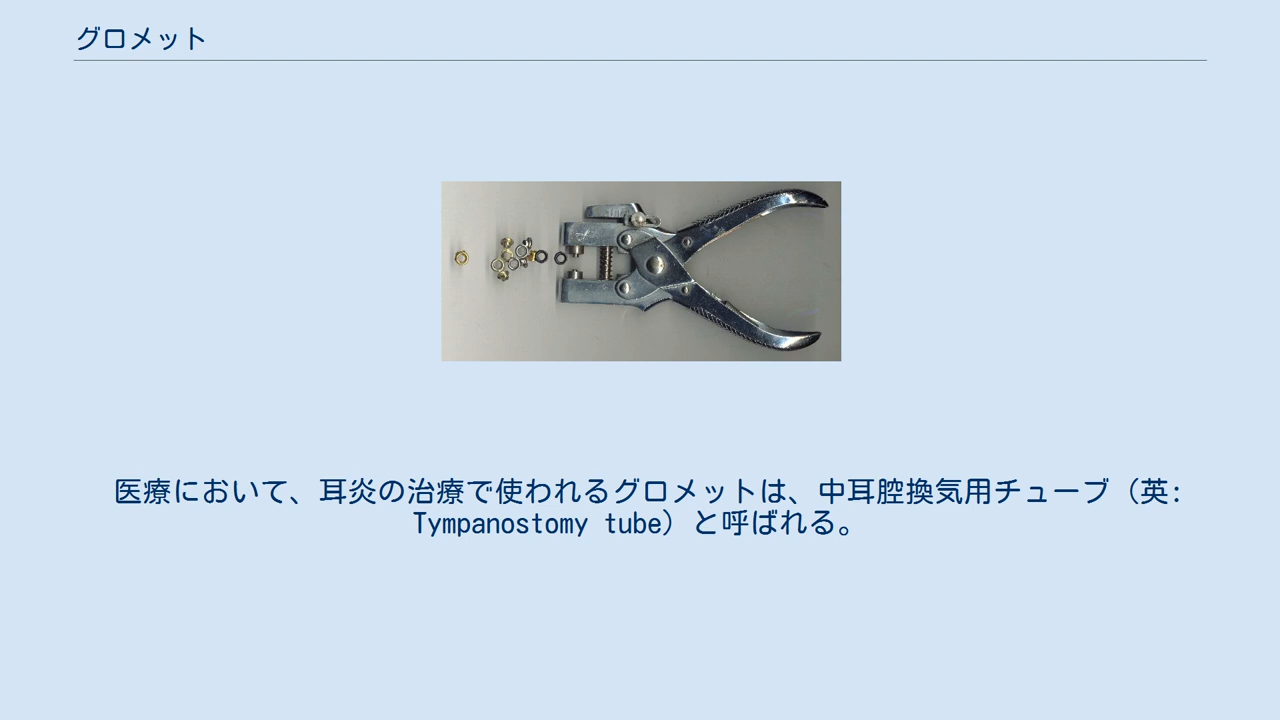 グロメット
医療において、耳炎の治療で使われるグロメットは、中耳腔換気用チューブ（英:
Tympanostomy tube）と呼ばれる。